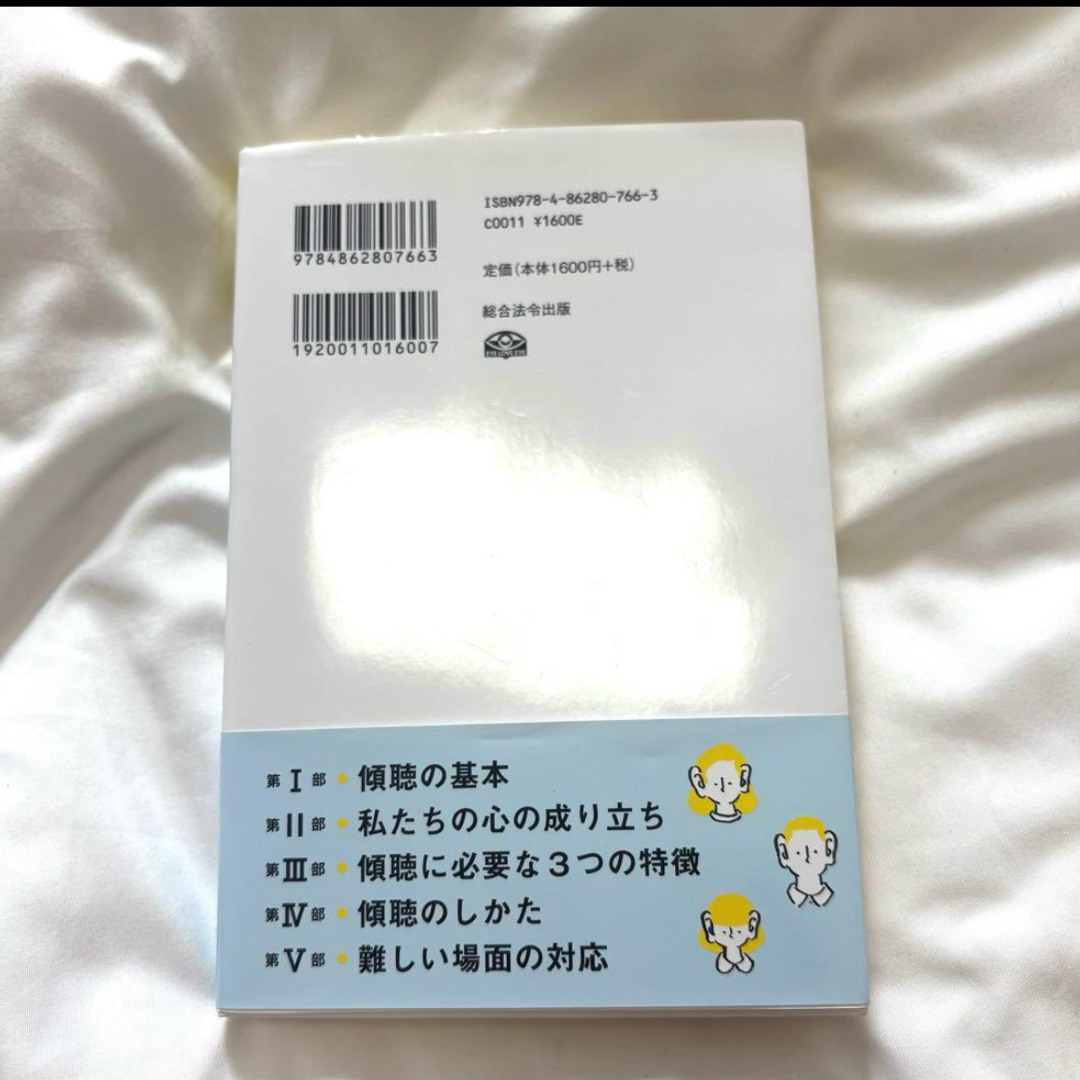 ISBN978-4-86280-766-3
C0011 ¥1600E
9784862807663
定価(本体1600円+税)
総合法令出版
1920011016007
EYE LOVE EYE
第Ⅰ部・傾聴の基本
第Ⅱ部・私たちの心の成り立ち
第Ⅲ部・傾聴に必要な3つの特徴
第Ⅳ部・傾聴のしかた
第Ⅴ部・難しい場面の対応